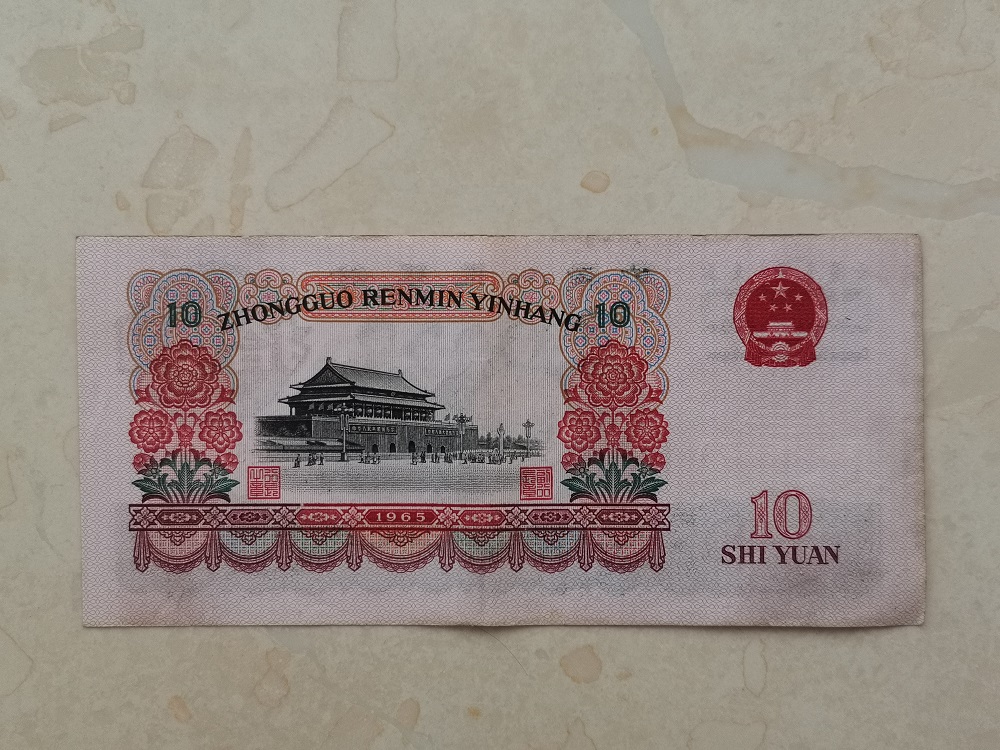 10 ZHONGGUO RENMIN YINHANG 10
1965
10
SHI YUAN